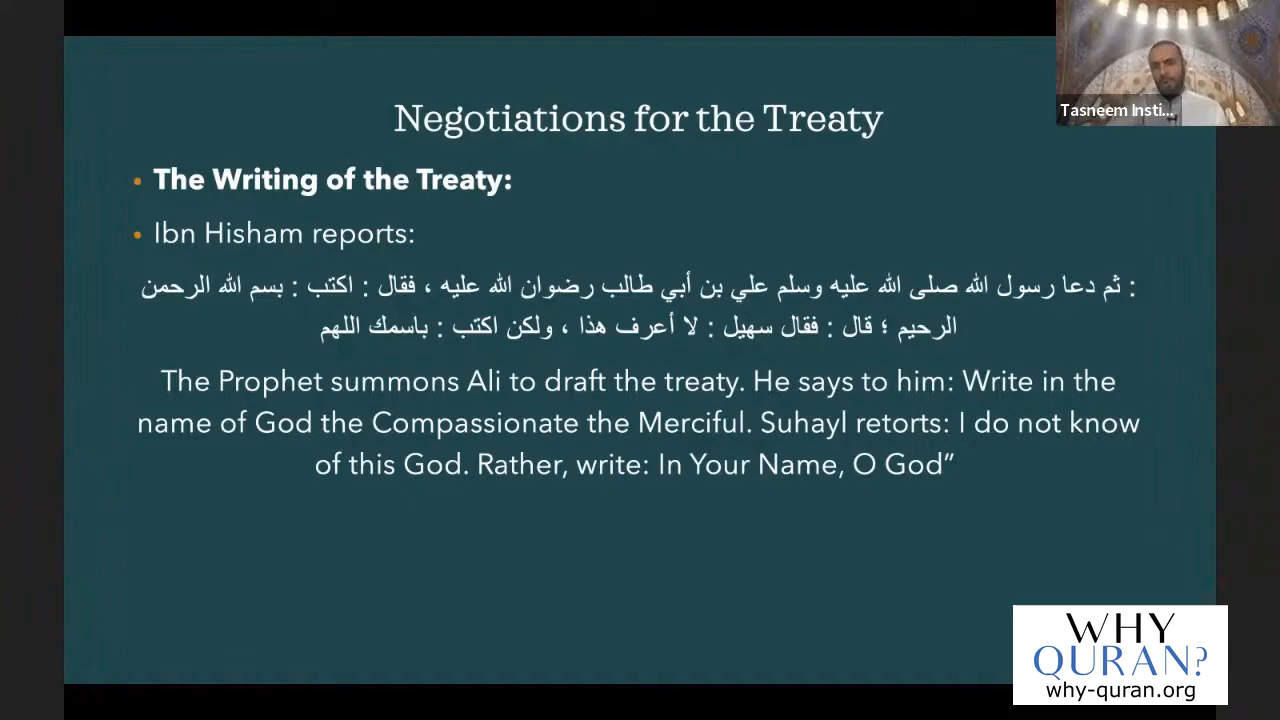 Tasneem Insti...
Negotiations for the Treaty
• The Writing of the Treaty:
• Ibn Hisham reports:
: ثم دعا رسول الله صلى الله عليه وسلم علي بن أبي طالب رضوان الله عليه ، فقال : اكتب : بسم الله الرحمن
الرحيم ؛ قال : فقال سهيل : لا أعرف هذا ، ولكن اكتب : باسمك اللهم
The Prophet summons Ali to draft the treaty. He says to him: Write in the
name of God the Compassionate the Merciful. Suhayl retorts: I do not know
of this God. Rather, write: In Your Name, O God”
WHY
QURAN?
why-quran.org